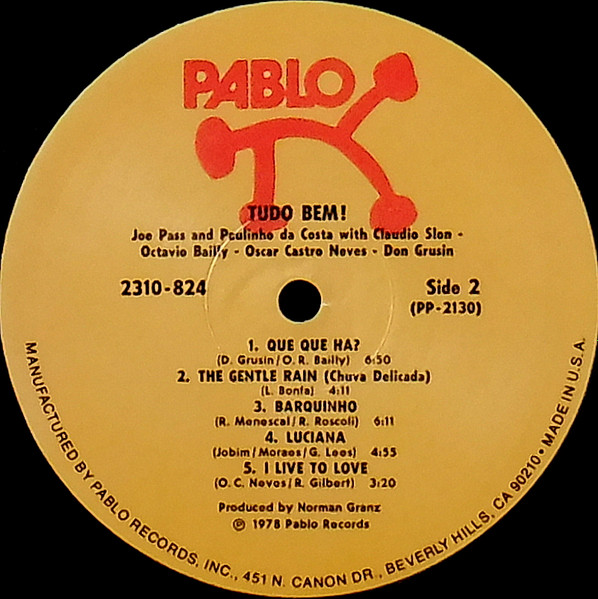 PABLO
TUDO BEM!
Joe Pass and Paulinho da Costa with Claudio Slon -
Octavio Bailly - Oscar Castro Neves - Don Grusin
2310-824
Side 2
(PP-2130)
1. QUE QUE HA?
(D. Grusin/O. R. Bailly) 6:50
2. THE GENTLE RAIN (Chuva Delicada)
(L. Bonfa) 4:11
3. BARQUINHO
(R. Menescal/R. Roscoli) 6:11
4. LUCIANA
(Jobim/Moraes/G. Lees) 4:55
5. I LIVE TO LOVE
(O. C. Neves/R. Gilbert) 3:20
Produced by Norman Granz
℗ 1978 Pablo Records
MANUFACTURED BY PABLO RECORDS, INC., 451 N. CANON DR., BEVERLY HILLS, CA 90210 • MADE IN U.S.A.